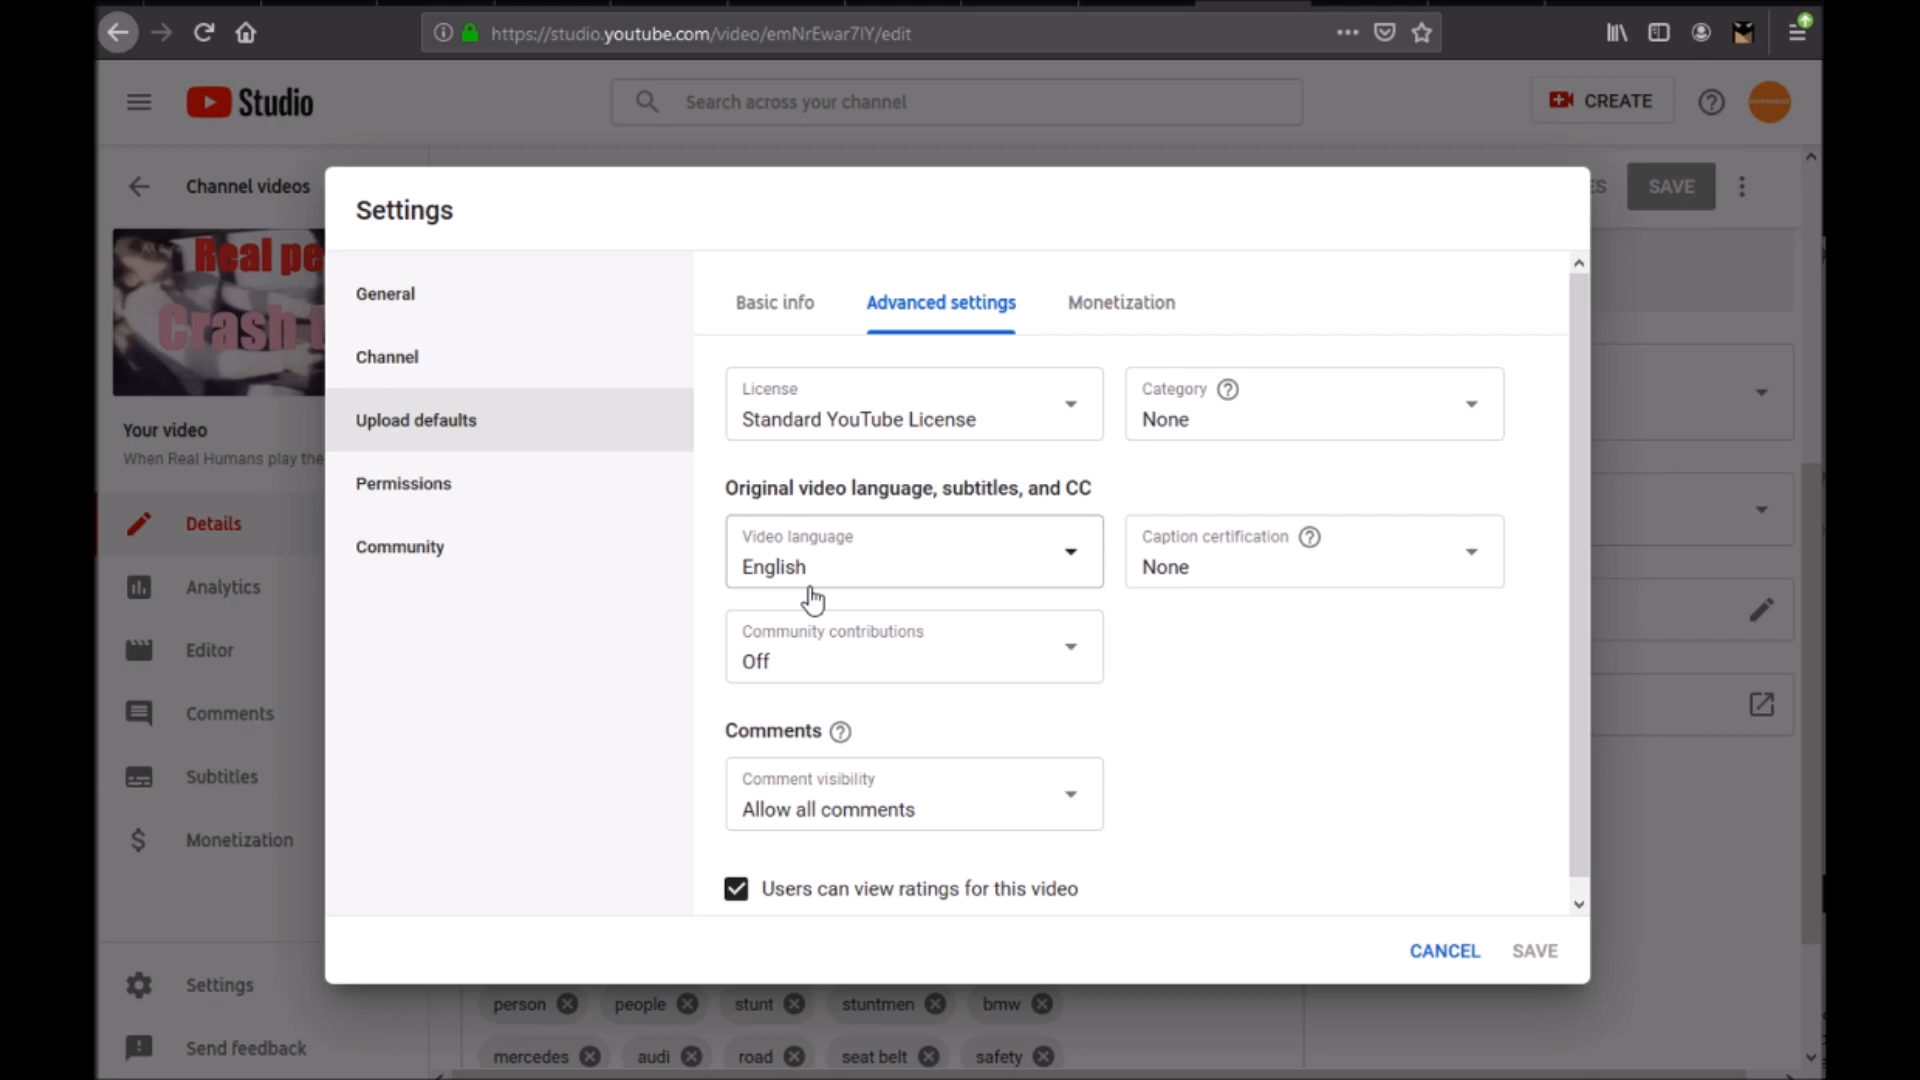 https://studio.youtube.com/video/emNrEwar7IY/edit
Studio
Search across your channel
CREATE
Channel videos
SAVE
Real pe
Crash
Your video
When Real Humans play the
Details
Analytics
Editor
Comments
Subtitles
Monetization
Settings
Send feedback
Settings
General
Channel
Upload defaults
Permissions
Community
Basic info
Advanced settings
Monetization
License
Standard YouTube License
Category
None
Original video language, subtitles, and CC
Video language
English
Caption certification
None
Community contributions
Off
Comments
Comment visibility
Allow all comments
Users can view ratings for this video
CANCEL
SAVE
person people stunt stuntmen bmw
mercedes audi road seat belt safety